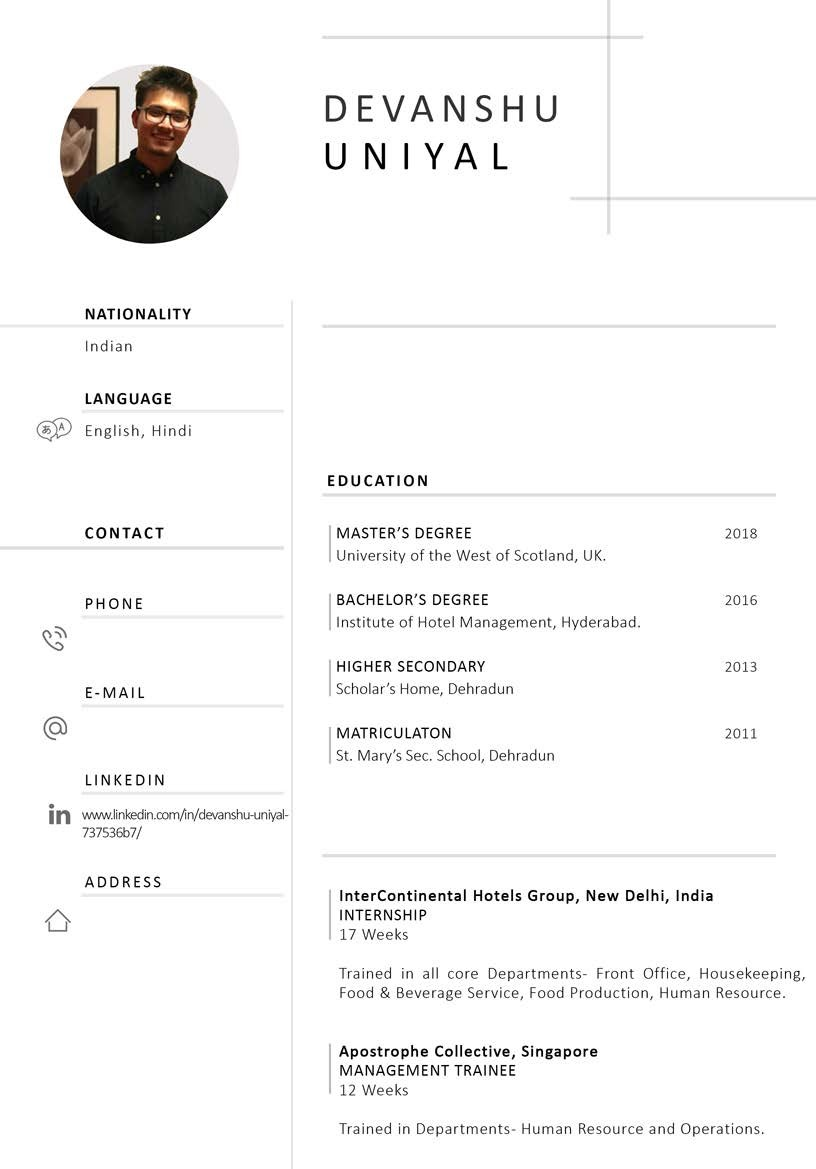 DEVANSHU
UNIYAL
NATIONALITY
Indian
LANGUAGE
あ A
English, Hindi
CONTACT
PHONE
E-MAIL
@
LINKEDIN
in
www.linkedin.com/in/devanshu-uniyal-
737536b7/
ADDRESS
EDUCATION
MASTER’S DEGREE 2018
University of the West of Scotland, UK.
BACHELOR’S DEGREE 2016
Institute of Hotel Management, Hyderabad.
HIGHER SECONDARY 2013
Scholar’s Home, Dehradun
MATRICULATON 2011
St. Mary’s Sec. School, Dehradun
InterContinental Hotels Group, New Delhi, India
INTERNSHIP
17 Weeks
Trained in all core Departments- Front Office, Housekeeping,
Food & Beverage Service, Food Production, Human Resource.
Apostrophe Collective, Singapore
MANAGEMENT TRAINEE
12 Weeks
Trained in Departments- Human Resource and Operations.